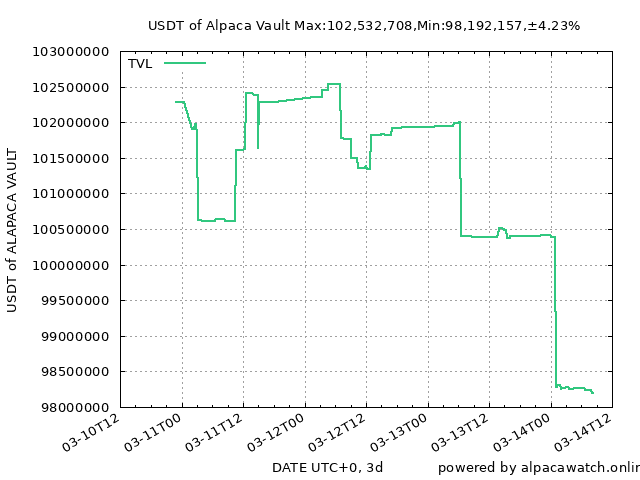 USDT of Alpaca Vault Max:102,532,708,Min:98,192,157,±4.23%
103000000
TVL
102500000
102000000
101500000
101000000
100500000
100000000
99500000
99000000
98500000
98000000
USDT of ALAPACA VAULT
03-10T12
03-11T00
03-11T12
03-12T00
03-12T12
03-13T00
03-13T12
03-14T00
03-14T12
DATE UTC+0, 3d
powered by alpacawatch.onlin